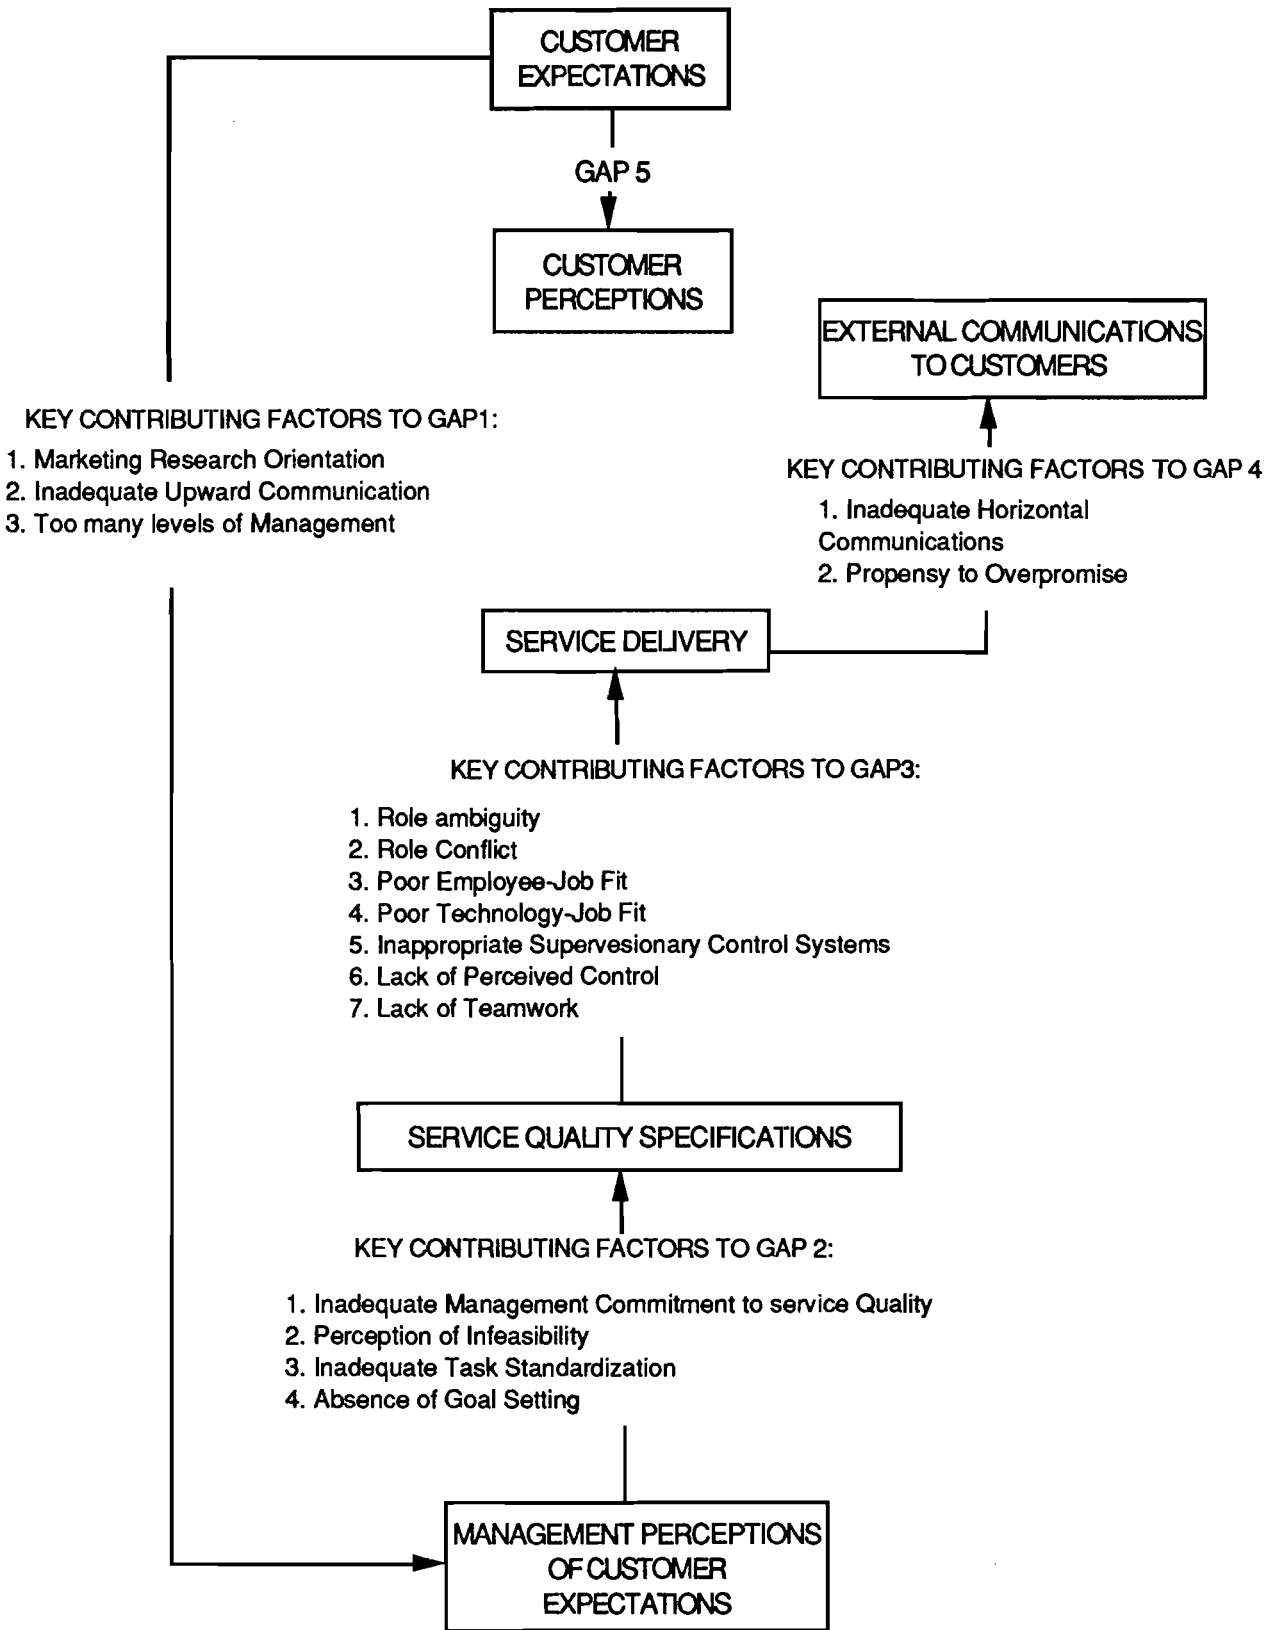 CUSTOMER
EXPECTATIONS
GAP 5
CUSTOMER
PERCEPTIONS
EXTERNAL COMMUNICATIONS
TO CUSTOMERS
KEY CONTRIBUTING FACTORS TO GAP1:
1. Marketing Research Orientation
2. Inadequate Upward Communication
3. Too many levels of Management
KEY CONTRIBUTING FACTORS TO GAP 4
1. Inadequate Horizontal
Communications
2. Propensy to Overpromise
SERVICE DELIVERY
KEY CONTRIBUTING FACTORS TO GAP3:
1. Role ambiguity
2. Role Conflict
3. Poor Employee-Job Fit
4. Poor Technology-Job Fit
5. Inappropriate Supervesionary Control Systems
6. Lack of Perceived Control
7. Lack of Teamwork
SERVICE QUALITY SPECIFICATIONS
KEY CONTRIBUTING FACTORS TO GAP 2:
1. Inadequate Management Commitment to service Quality
2. Perception of Infeasibility
3. Inadequate Task Standardization
4. Absence of Goal Setting
MANAGEMENT PERCEPTIONS
OF CUSTOMER
EXPECTATIONS